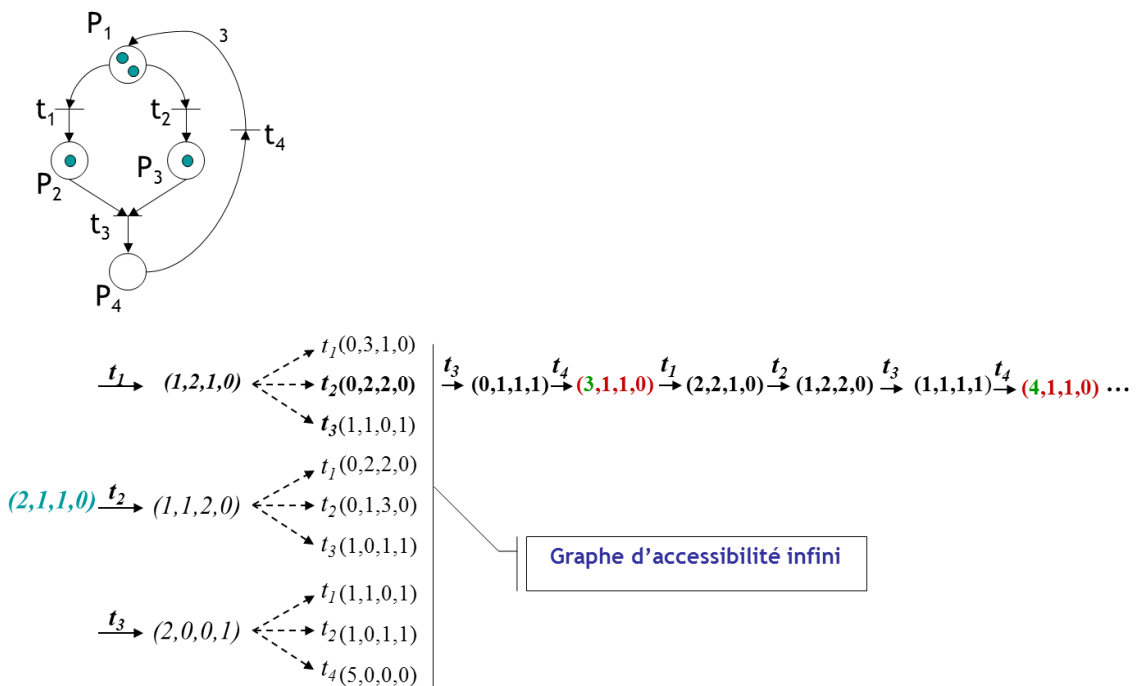 P1
3
t1
t2
t4
P2
P3
t3
P4
t1 (1,2,1,0)
t1(0,3,1,0)
t2(0,2,2,0)
t3(1,1,0,1)
t3 (0,1,1,1) t4 (3,1,1,0) t1 (2,2,1,0) t2 (1,2,2,0) t3 (1,1,1,1) t4 (4,1,1,0) ...
(2,1,1,0) t2 (1,1,2,0)
t1(0,2,2,0)
t2(0,1,3,0)
t3(1,0,1,1)
Graphe d'accessibilité infini
t3 (2,0,0,1)
t1(1,1,0,1)
t2(1,0,1,1)
t4(5,0,0,0)